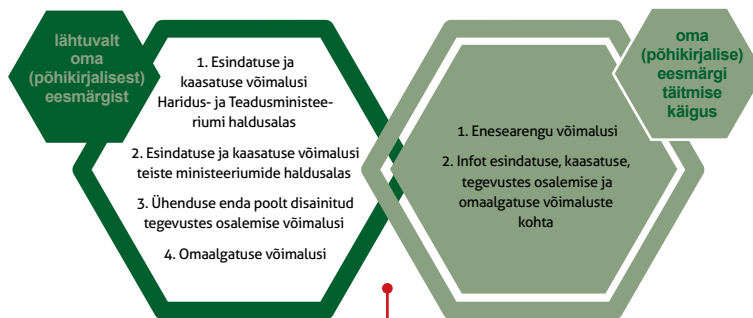 lähtuvalt
oma
(põhikirjalisest)
eesmärgist
1. Esindatuse ja
kaasatuse võimalusi
Haridus- ja Teadusministee-
riumi haldusalas
2. Esindatuse ja kaasatuse võimalusi
teiste ministeeriumide haldusalas
3. Ühenduse enda poolt disainitud
tegevustes osalemise võimalusi
4. Omaalgatuse võimalusi
oma
(põhikirjalise)
eesmärgi
täitmise
käigus
1. Enesearengu võimalusi
2. Infot esindatuse, kaasatuse,
tegevustes osalemise ja
omaalgatuse võimaluste
kohta